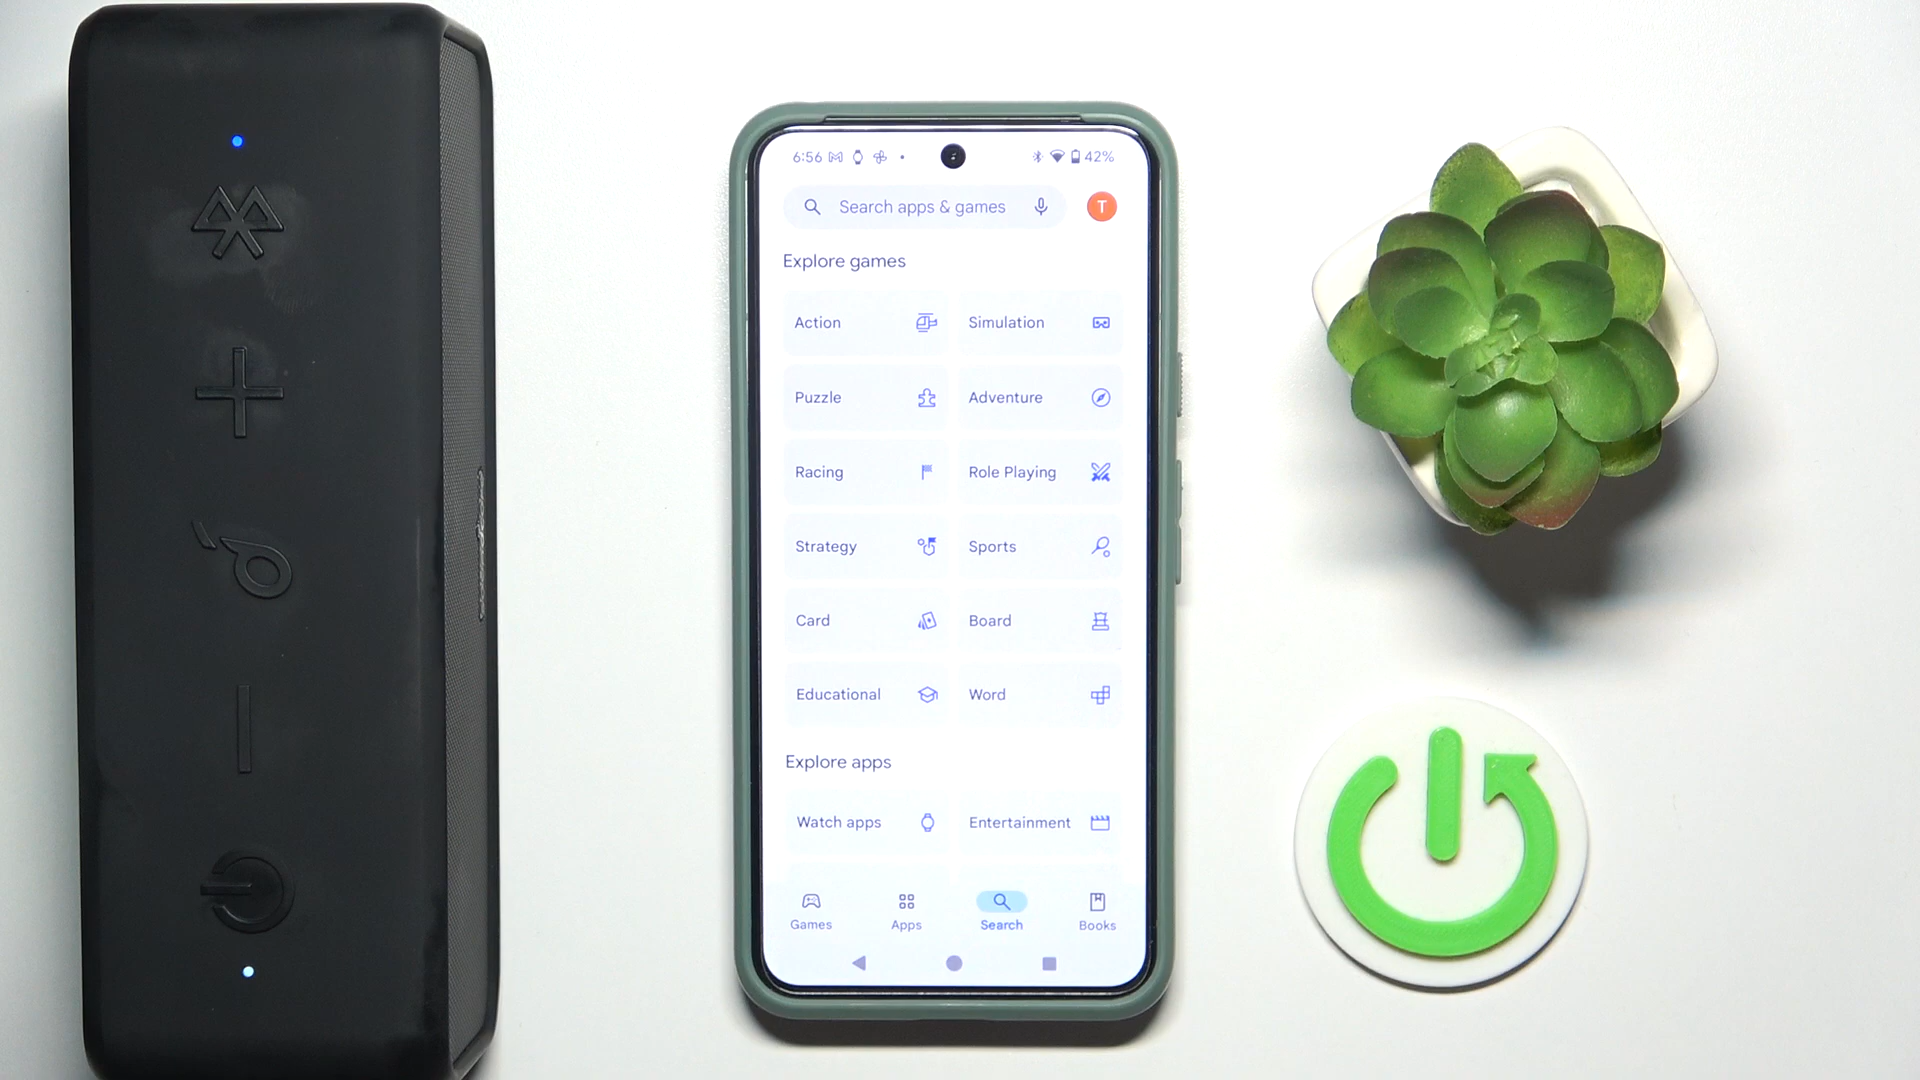 6:56 42%
Search apps & games T
Explore games
Action Simulation
Puzzle Adventure
Racing Role Playing
Strategy Sports
Card Board
Educational Word
Explore apps
Watch apps Entertainment
Games Apps Search Books